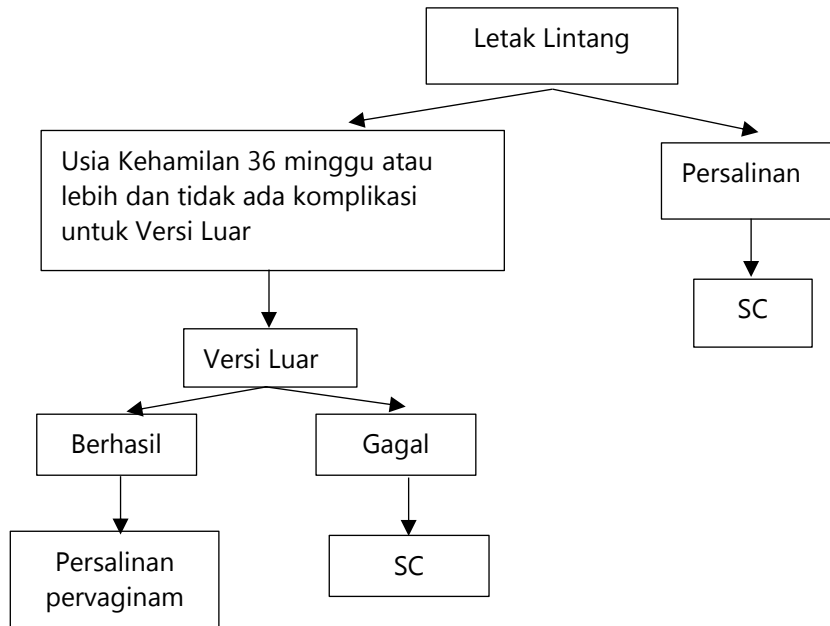 Letak Lintang
Usia Kehamilan 36 minggu atau
lebih dan tidak ada komplikasi
untuk Versi Luar
Persalinan
SC
Versi Luar
Berhasil
Gagal
Persalinan
pervaginam
SC